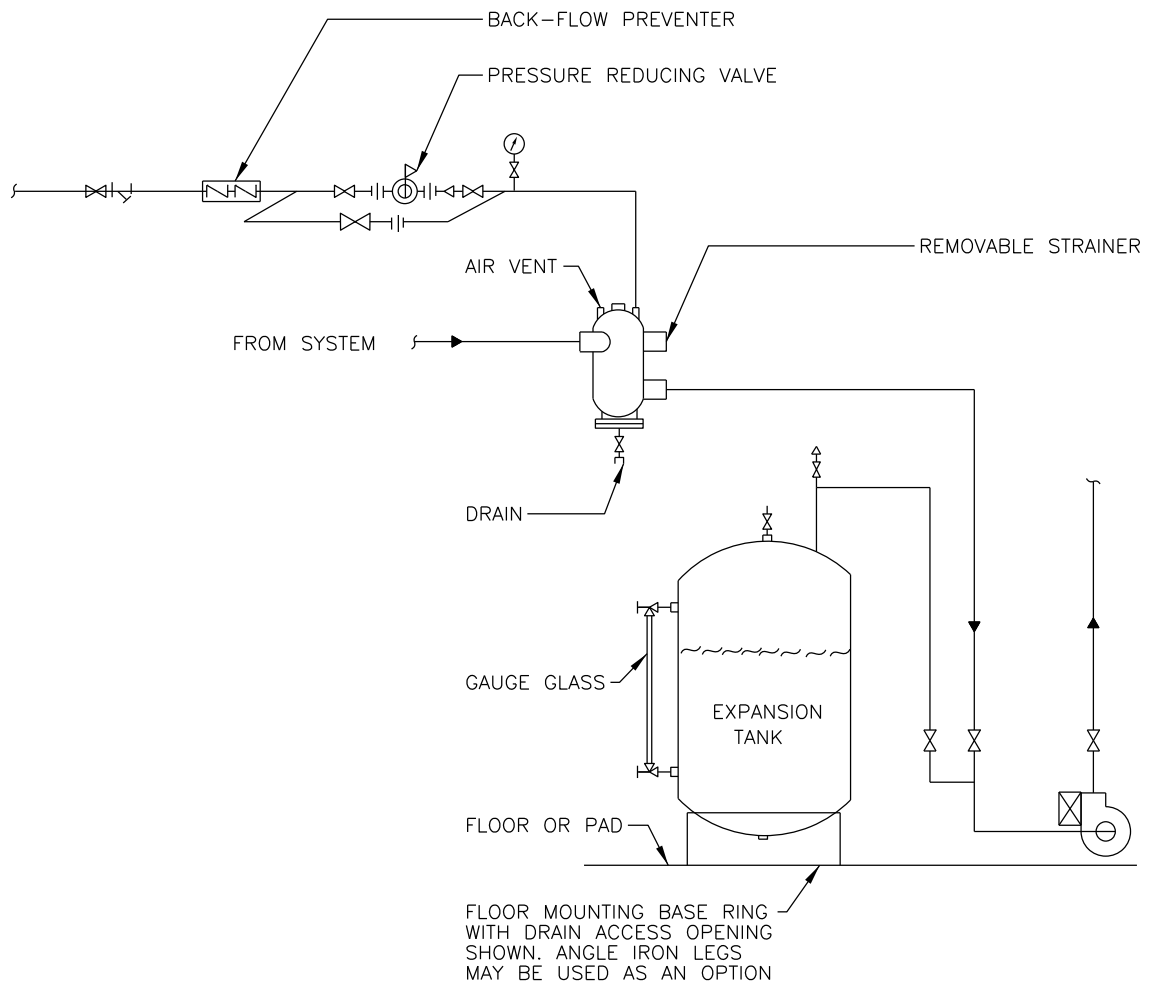 BACK-FLOW PREVENTER
PRESSURE REDUCING VALVE
REMOVABLE STRAINER
AIR VENT
FROM SYSTEM
DRAIN
GAUGE GLASS
EXPANSION
TANK
FLOOR OR PAD
FLOOR MOUNTING BASE RING
WITH DRAIN ACCESS OPENING
SHOWN. ANGLE IRON LEGS
MAY BE USED AS AN OPTION